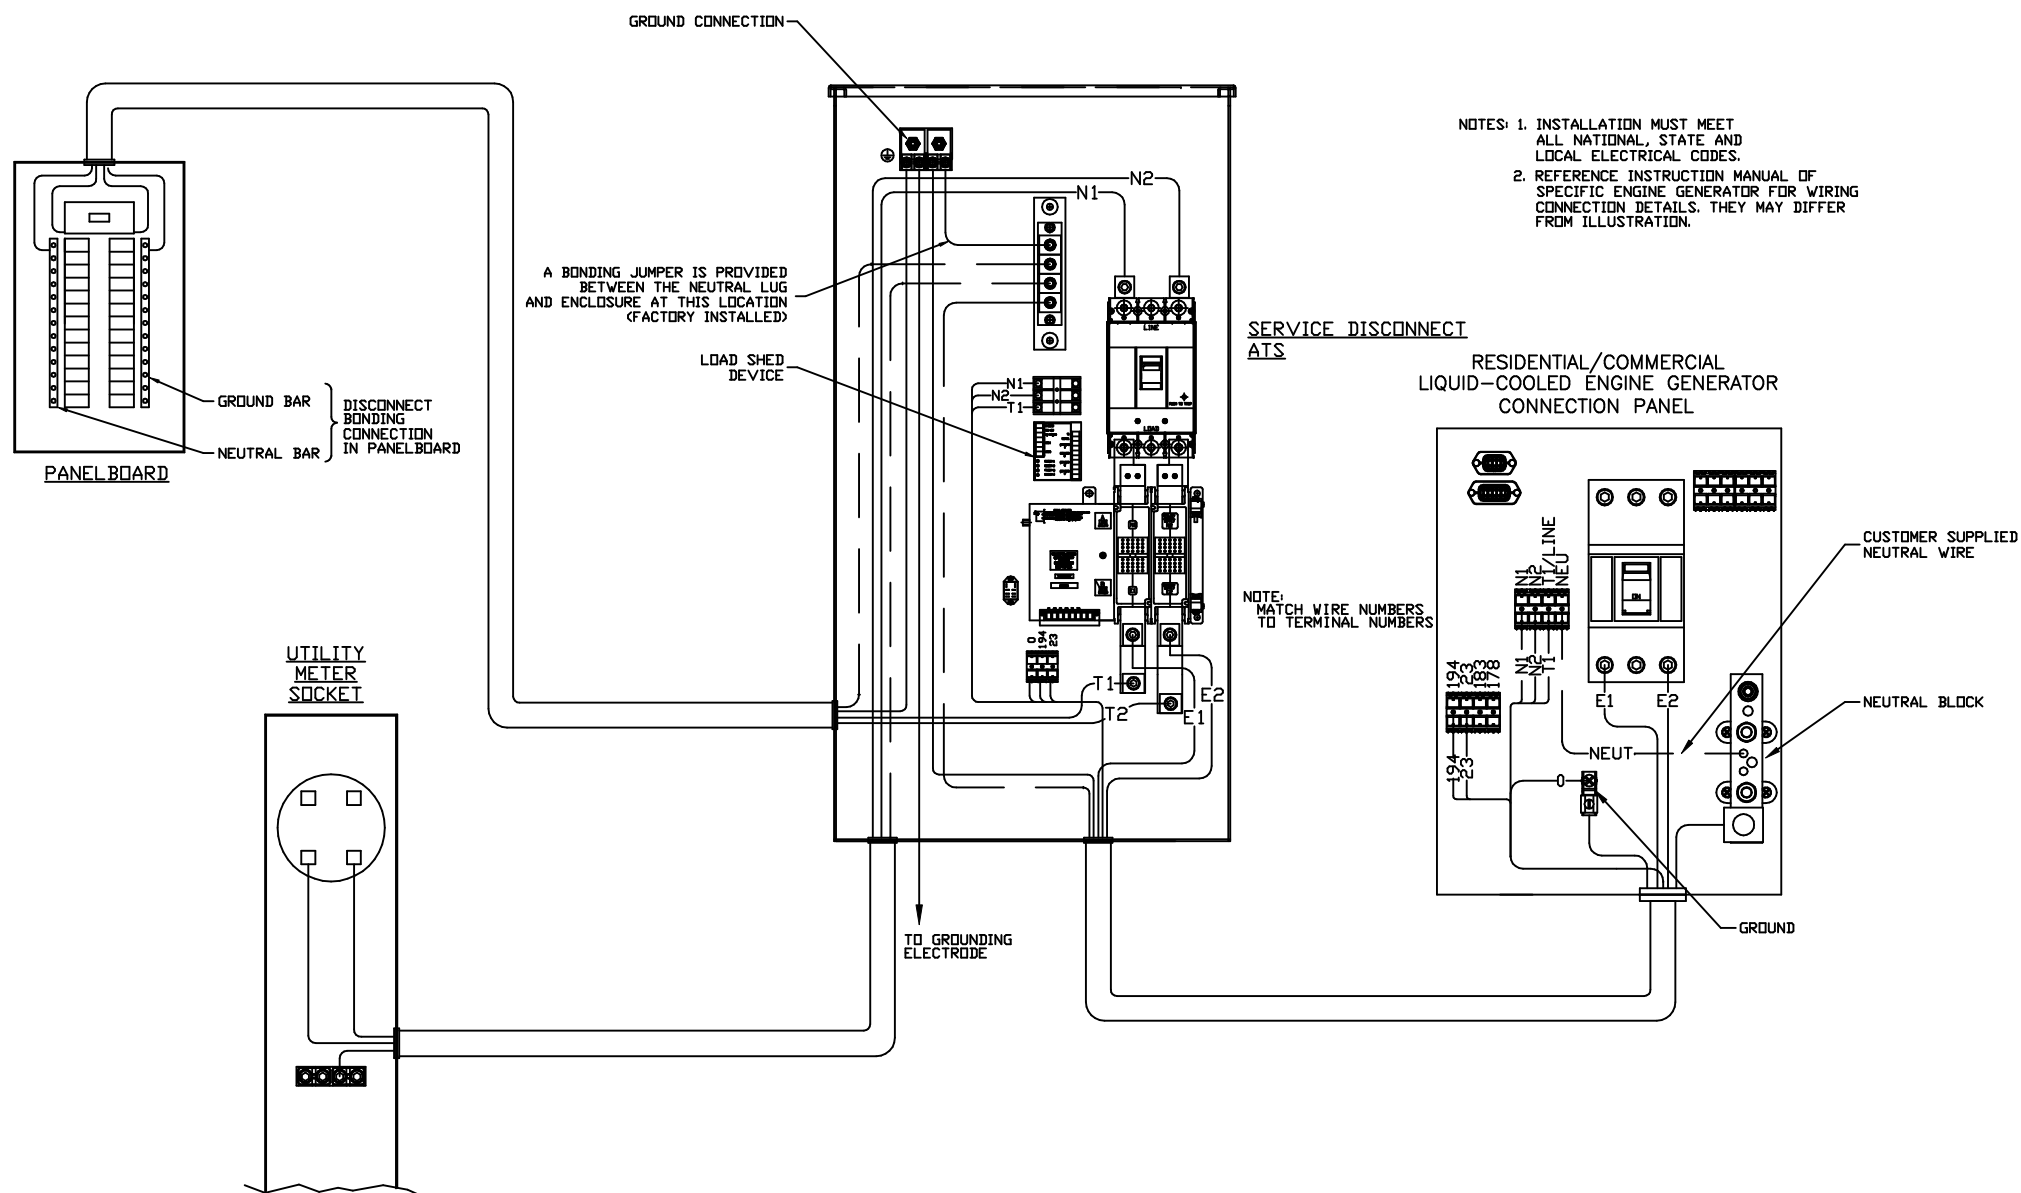 GROUND CONNECTION
NOTES: 1. INSTALLATION MUST MEET
ALL NATIONAL, STATE AND
LOCAL ELECTRICAL CODES.
2. REFERENCE INSTRUCTION MANUAL OF
SPECIFIC ENGINE GENERATOR FOR WIRING
CONNECTION DETAILS. THEY MAY DIFFER
FROM ILLUSTRATION.
N2
N1
A BONDING JUMPER IS PROVIDED
BETWEEN THE NEUTRAL LUG
AND ENCLOSURE AT THIS LOCATION
(FACTORY INSTALLED)
LINE
SERVICE DISCONNECT
ATS
LOAD SHED
DEVICE
N1
N2
T1
LOAD
RESIDENTIAL/COMMERCIAL
LIQUID-COOLED ENGINE GENERATOR
CONNECTION PANEL
GROUND BAR
NEUTRAL BAR
DISCONNECT
BONDING
CONNECTION
IN PANELBOARD
PANELBOARD
CUSTOMER SUPPLIED
NEUTRAL WIRE
N1
N2
T1/LINE
NEU
ON
NOTE:
MATCH WIRE NUMBERS
TO TERMINAL NUMBERS
0
194
23
UTILITY
METER
SOCKET
T1
T2
E1
E2
194
23
183
178
N1
N2
T1
E1
E2
NEUTRAL BLOCK
NEUT
194
23
0
GROUND
TO GROUNDING
ELECTRODE